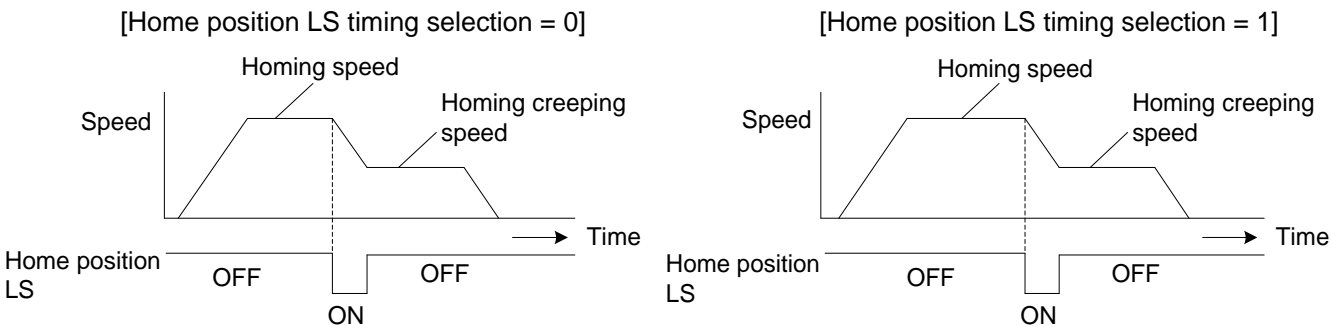 [Home position LS timing selection = 0]
Homing speed
Speed
Homing creeping
speed
Time
Home position
LS
OFF
ON
OFF
[Home position LS timing selection = 1]
Homing speed
Speed
Homing creeping
speed
Time
Home position
LS
OFF
ON
OFF